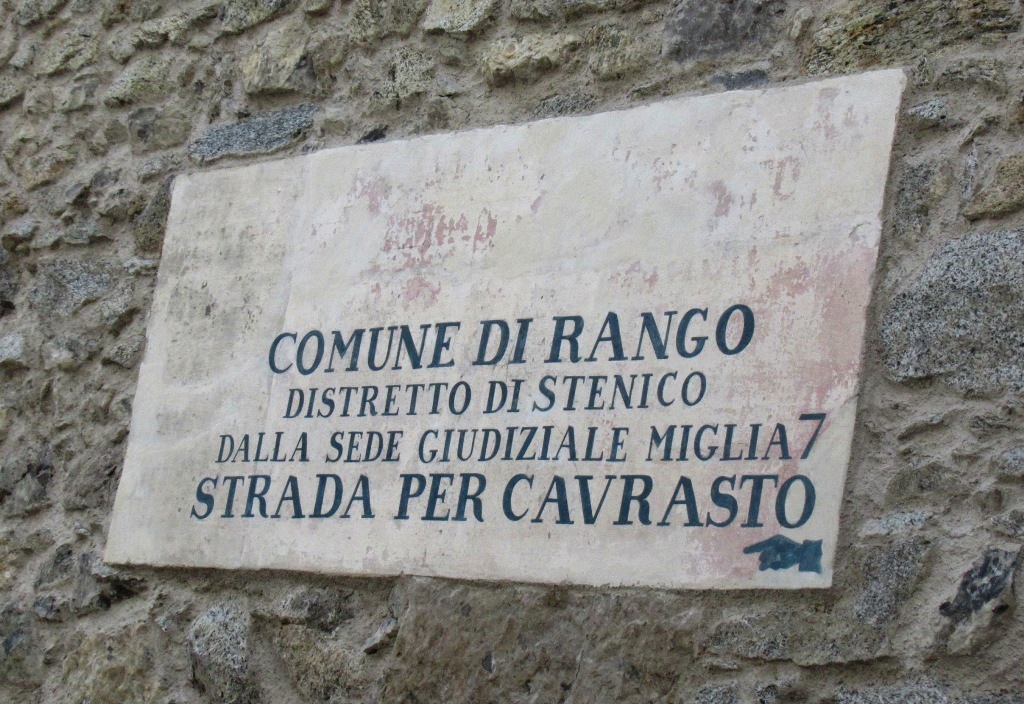 COMUNE DI RANGO
DISTRETTO DI STENICO
DALLA SEDE GIUDIZIALE MIGLIA 7
STRADA PER CAVRASTO